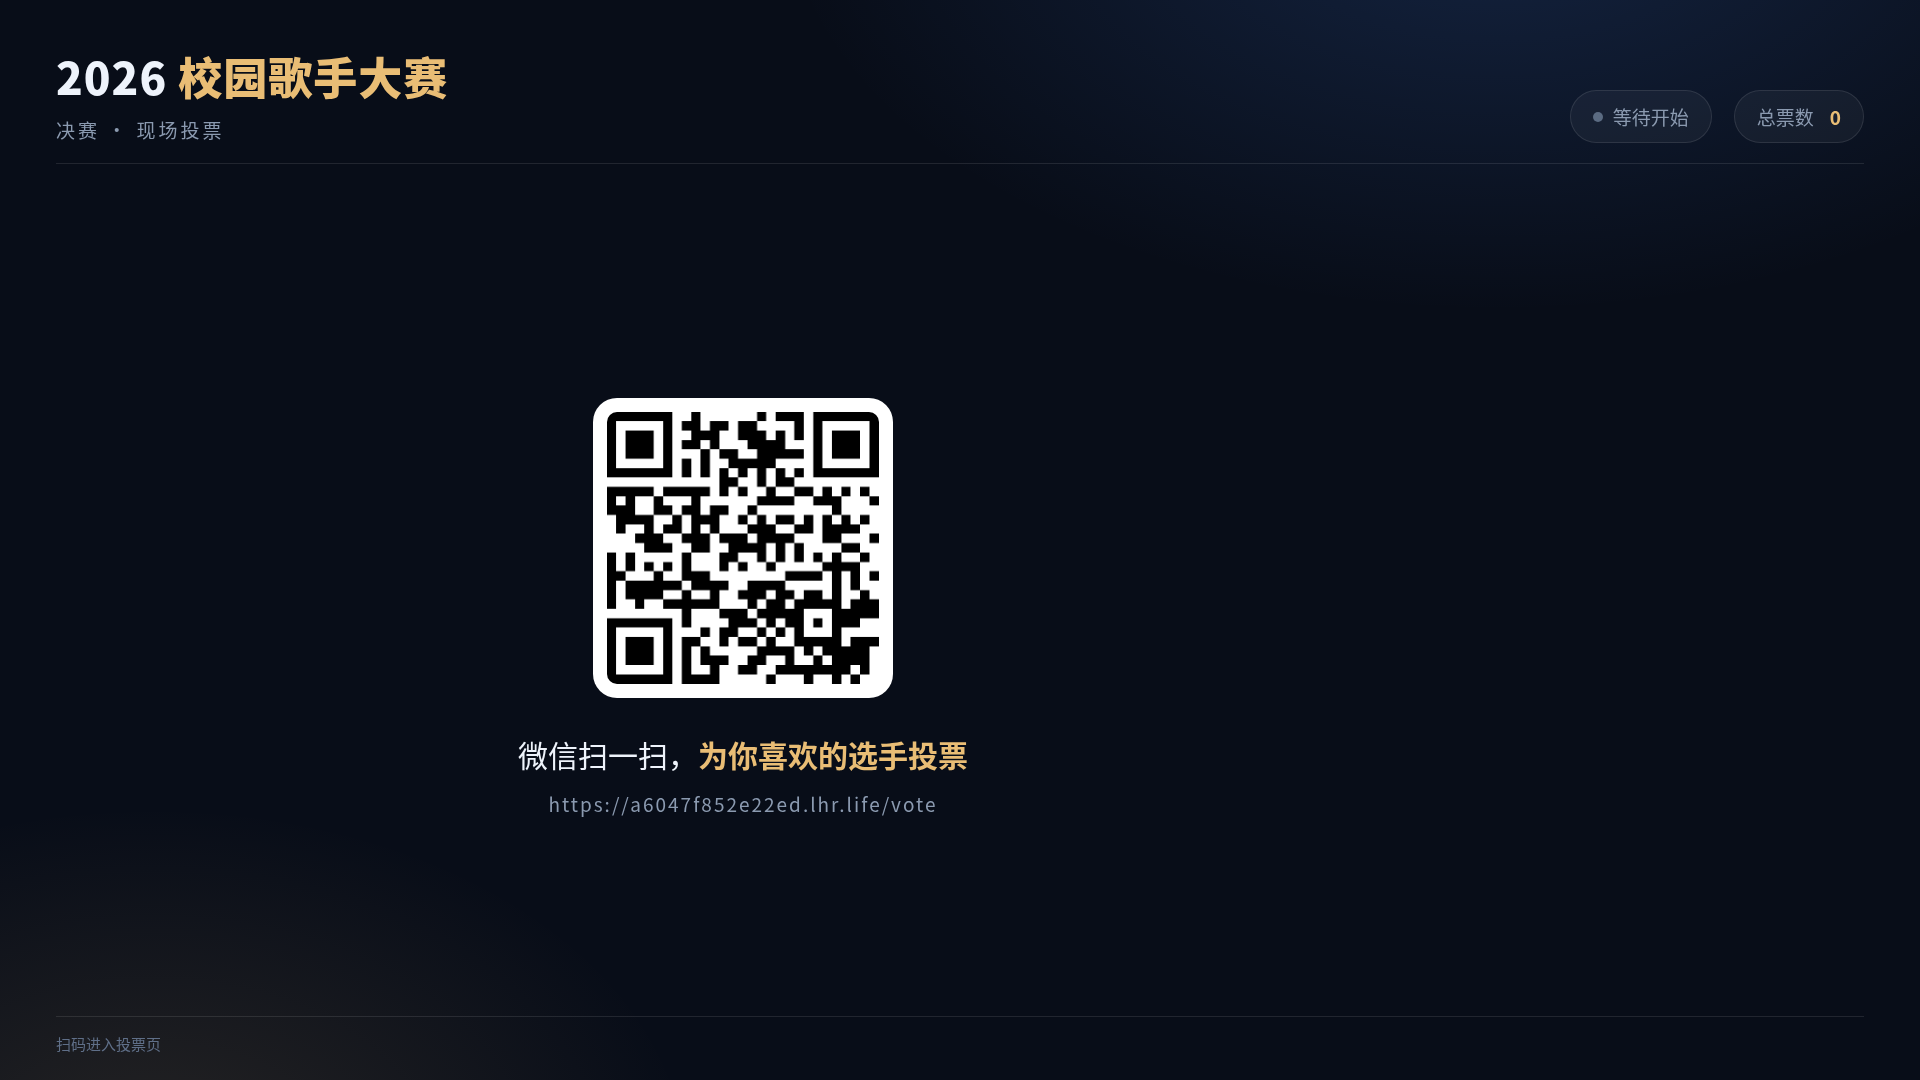 2026 校园歌手大赛
决赛 · 现场投票
等待开始
总票数 0
微信扫一扫，为你喜欢的选手投票
https://a6047f852e22ed.lhr.life/vote
扫码进入投票页